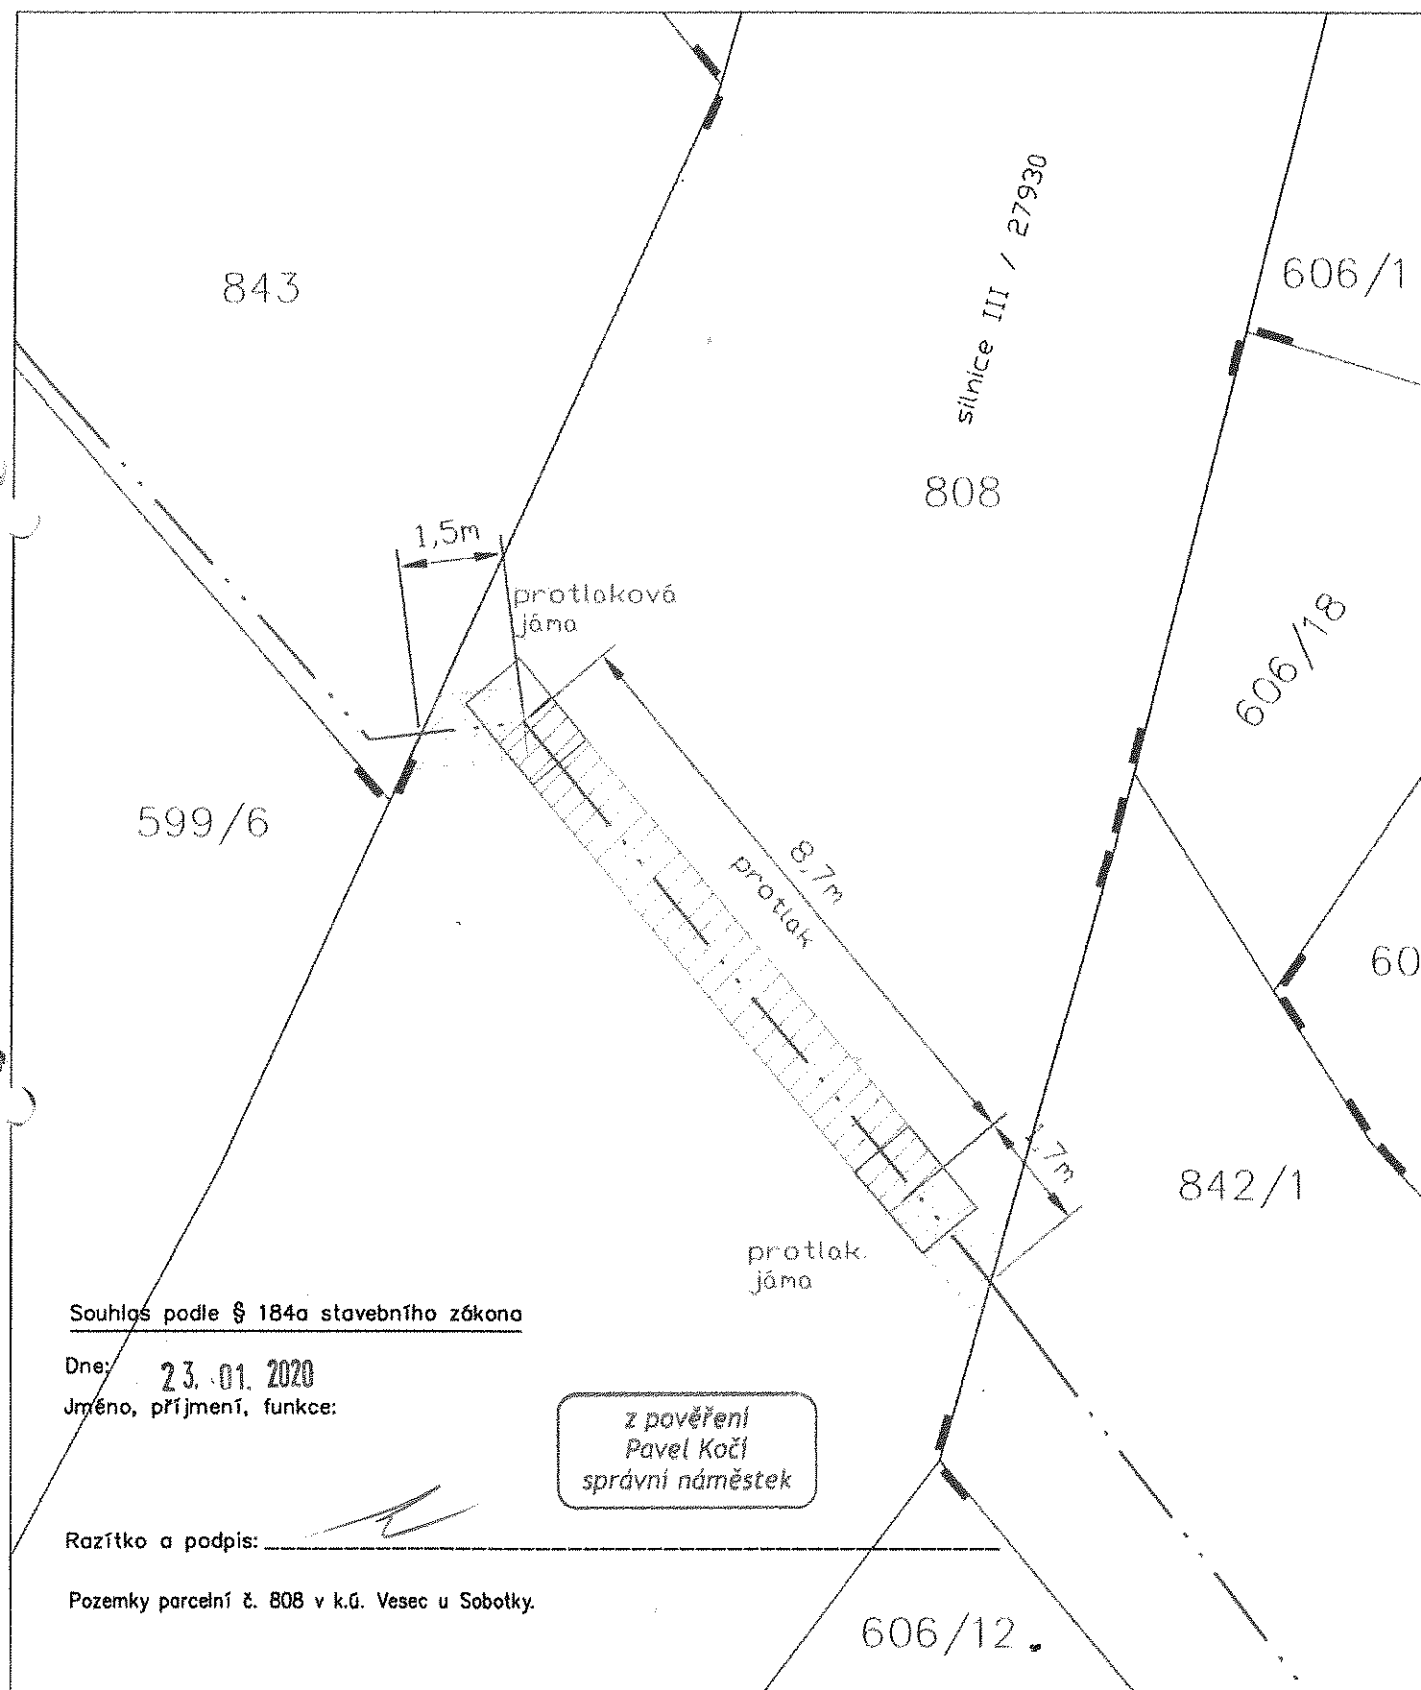 843
silnice III / 27930
606/1
808
1,5m
protlaková
jáma
606/18
599/6
8,7m
protlak
60
1,7m
842/1
protlak.
jáma
Souhlas podle § 184a stavebního zákona
Dne: 23. 01. 2020
Jméno, příjmení, funkce:
z pověření
Pavel Kočí
správní náměstek
Razítko a podpis:
Pozemky parcelní č. 808 v k.ú. Vesec u Sobotky.
606/12